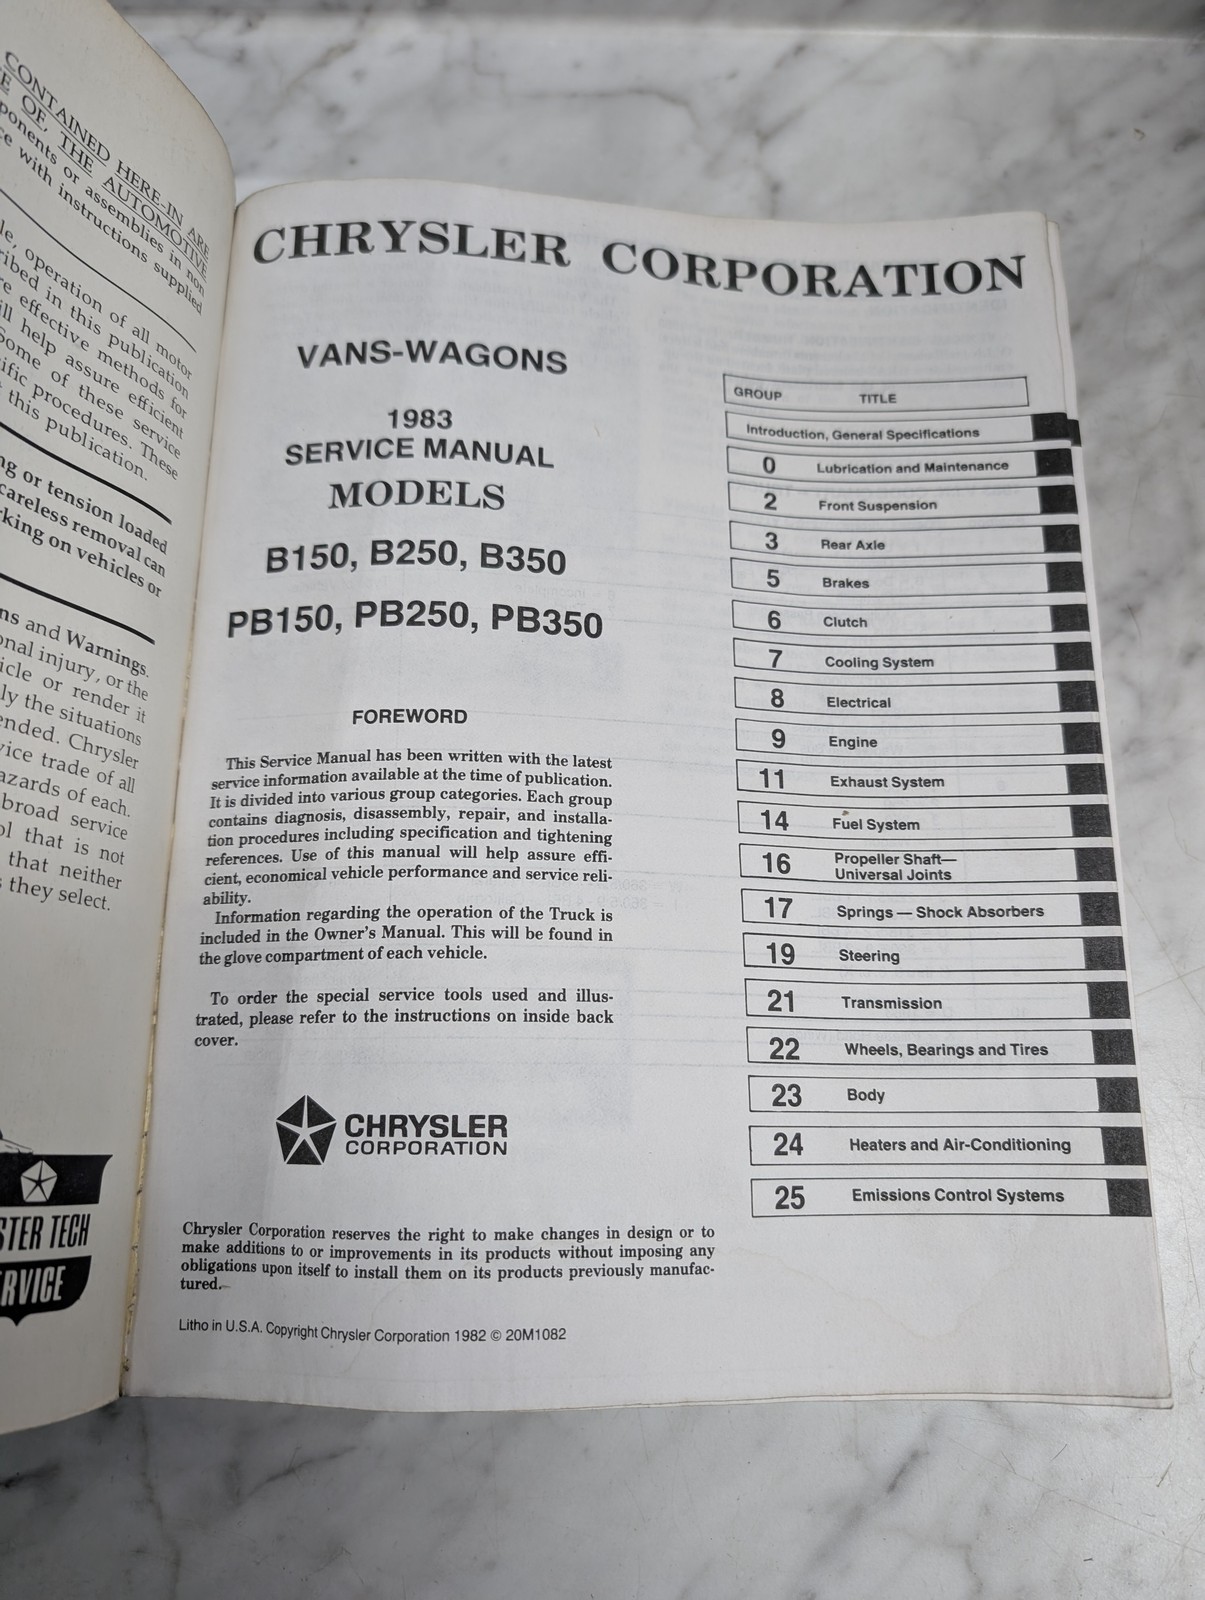 CONTAINED HERE-IN ARE
OF, THE AUTOMOTIVE
or assemblies in non
with instructions supplied
operation of all motor
in this publication
effective methods for
help assure efficient
Some of these service
procedures. These
this publication.
or tension loaded
careless removal can
on vehicles or
and Warnings.
injury, or the
or render it
the situations
Chrysler
trade of all
of each.
broad service
that is not
that neither
they select.
TECH
CHRYSLER CORPORATION
VANS-WAGONS
1983
SERVICE MANUAL
MODELS
B150, B250, B350
PB150, PB250, PB350
FOREWORD
This Service Manual has been written with the latest
service information available at the time of publication.
It is divided into various group categories. Each group
contains diagnosis, disassembly, repair, and installa-
tion procedures including specification and tightening
references. Use of this manual will help assure effi-
cient, economical vehicle performance and service reli-
ability.
Information regarding the operation of the Truck is
included in the Owner's Manual. This will be found in
the glove compartment of each vehicle.
To order the special service tools used and illus-
trated, please refer to the instructions on inside back
cover.
CHRYSLER
CORPORATION
Chrysler Corporation reserves the right to make changes in design or to
make additions to or improvements in its products without imposing any
obligations upon itself to install them on its products previously manufac-
tured.
Litho in U.S.A. Copyright Chrysler Corporation 1982 © 20M1082
GROUP TITLE
Introduction, General Specifications
0 Lubrication and Maintenance
2 Front Suspension
3 Rear Axle
5 Brakes
6 Clutch
7 Cooling System
8 Electrical
9 Engine
11 Exhaust System
14 Fuel System
16 Propeller Shaft—
Universal Joints
17 Springs — Shock Absorbers
19 Steering
21 Transmission
22 Wheels, Bearings and Tires
23 Body
24 Heaters and Air-Conditioning
25 Emissions Control Systems